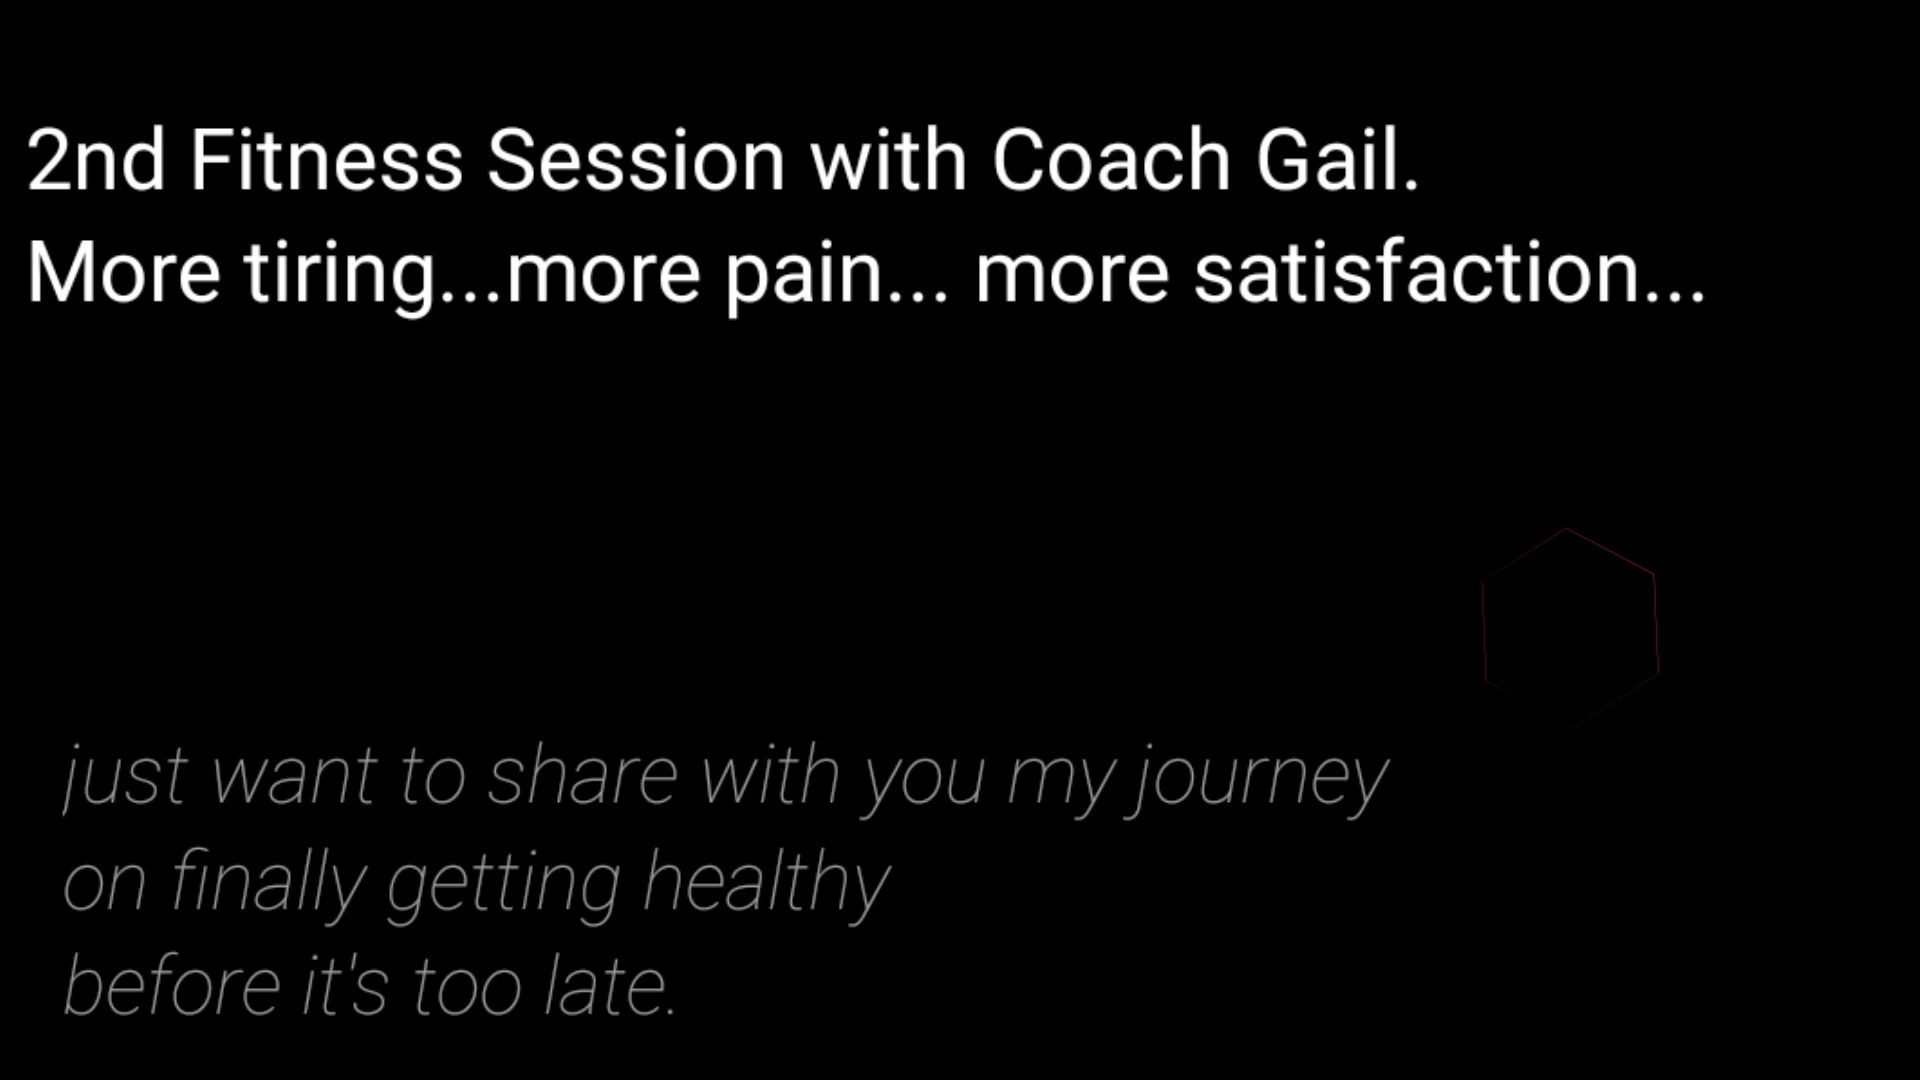 2nd Fitness Session with Coach Gail.
More tiring...more pain... more satisfaction...
just want to share with you my journey
on finally getting healthy
before it's too late.